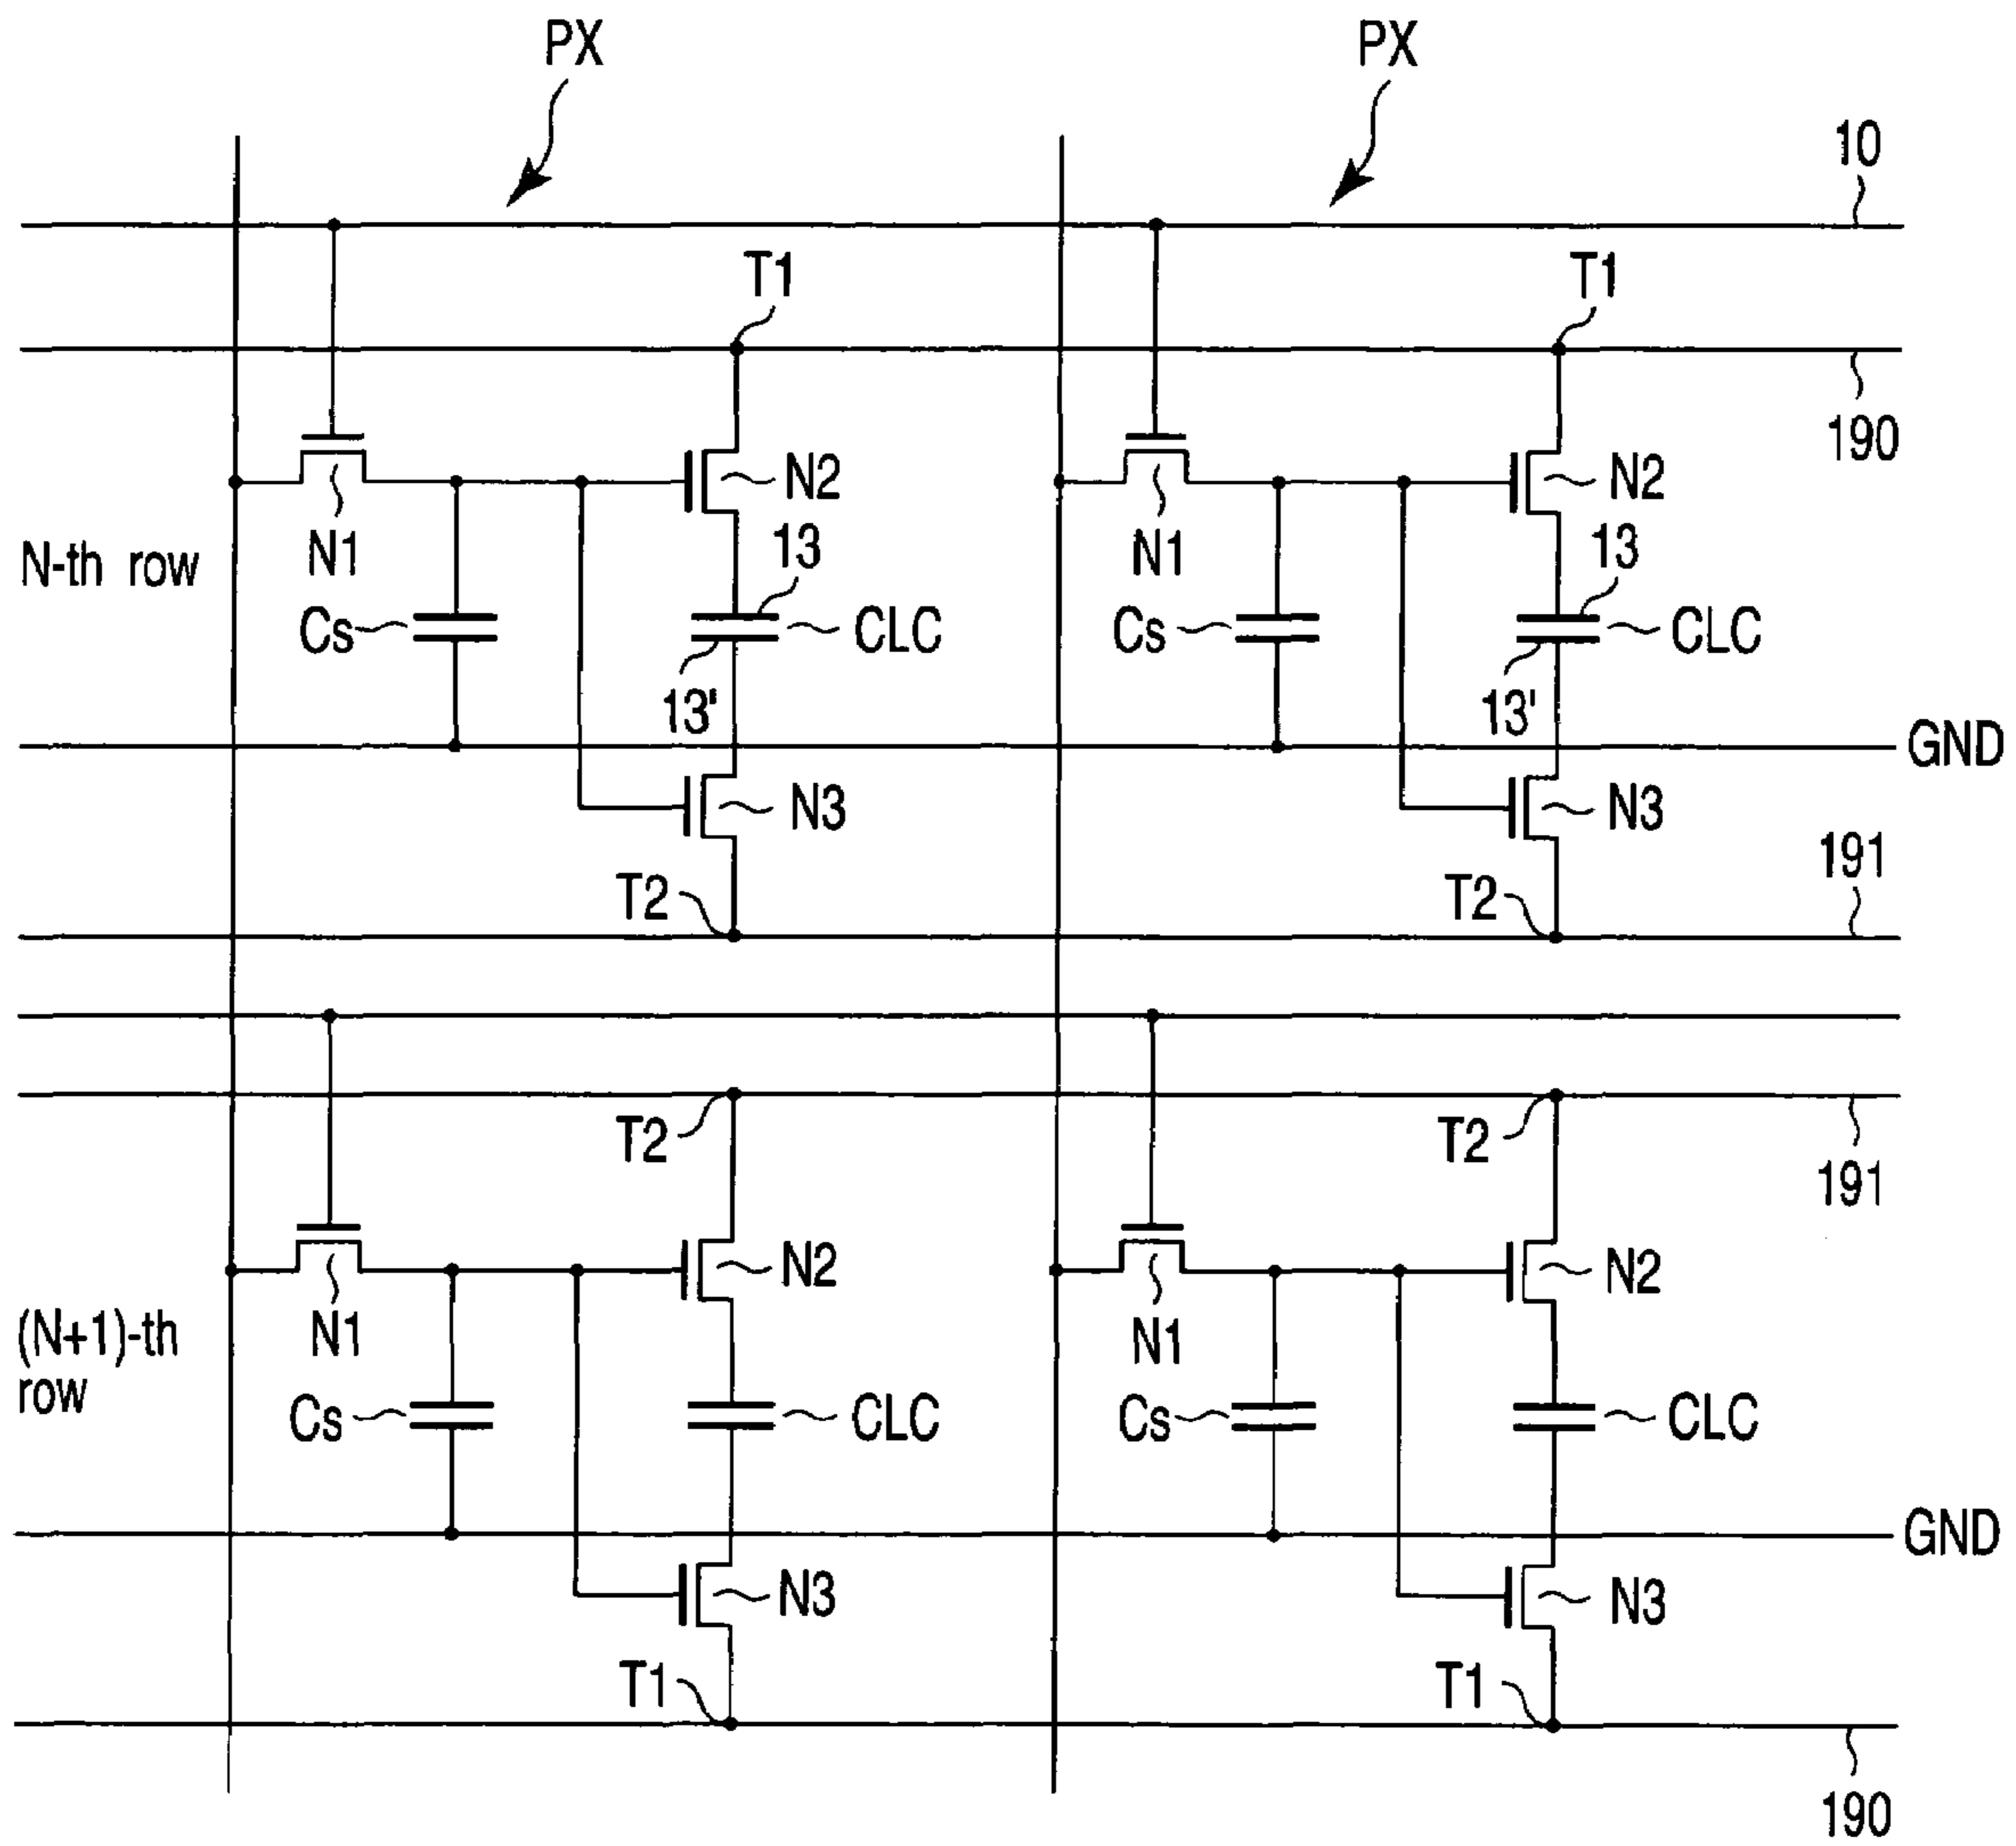 PX PX
10
T1 T1
190
N2 N2
N1 13 N1 13
N-th row
Cs CLC Cs CLC
13' 13'
GND
N3 N3
191
T2 T2
T2 T2
191
N2 N2
N1 N1
(N+1)-th
row
Cs CLC Cs CLC
GND
N3 N3
T1 T1
190